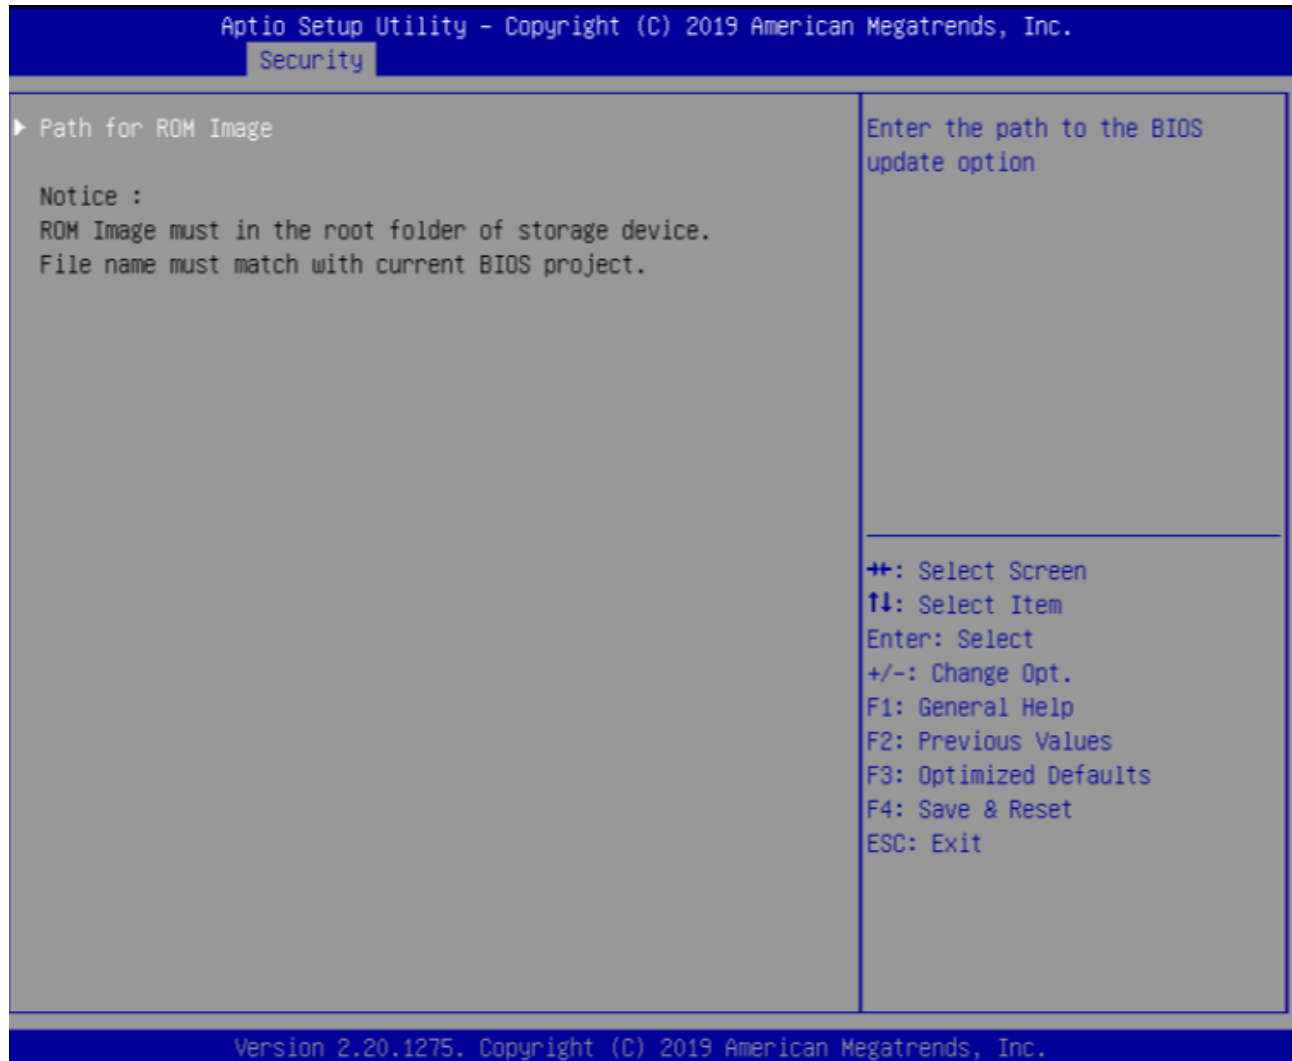 Aptio Setup Utility – Copyright (C) 2019 American Megatrends, Inc.
Security
Path for ROM Image
Notice :
ROM Image must in the root folder of storage device.
File name must match with current BIOS project.
Enter the path to the BIOS
update option
→←: Select Screen
↑↓: Select Item
Enter: Select
+/-: Change Opt.
F1: General Help
F2: Previous Values
F3: Optimized Defaults
F4: Save & Reset
ESC: Exit
Version 2.20.1275. Copyright (C) 2019 American Megatrends, Inc.